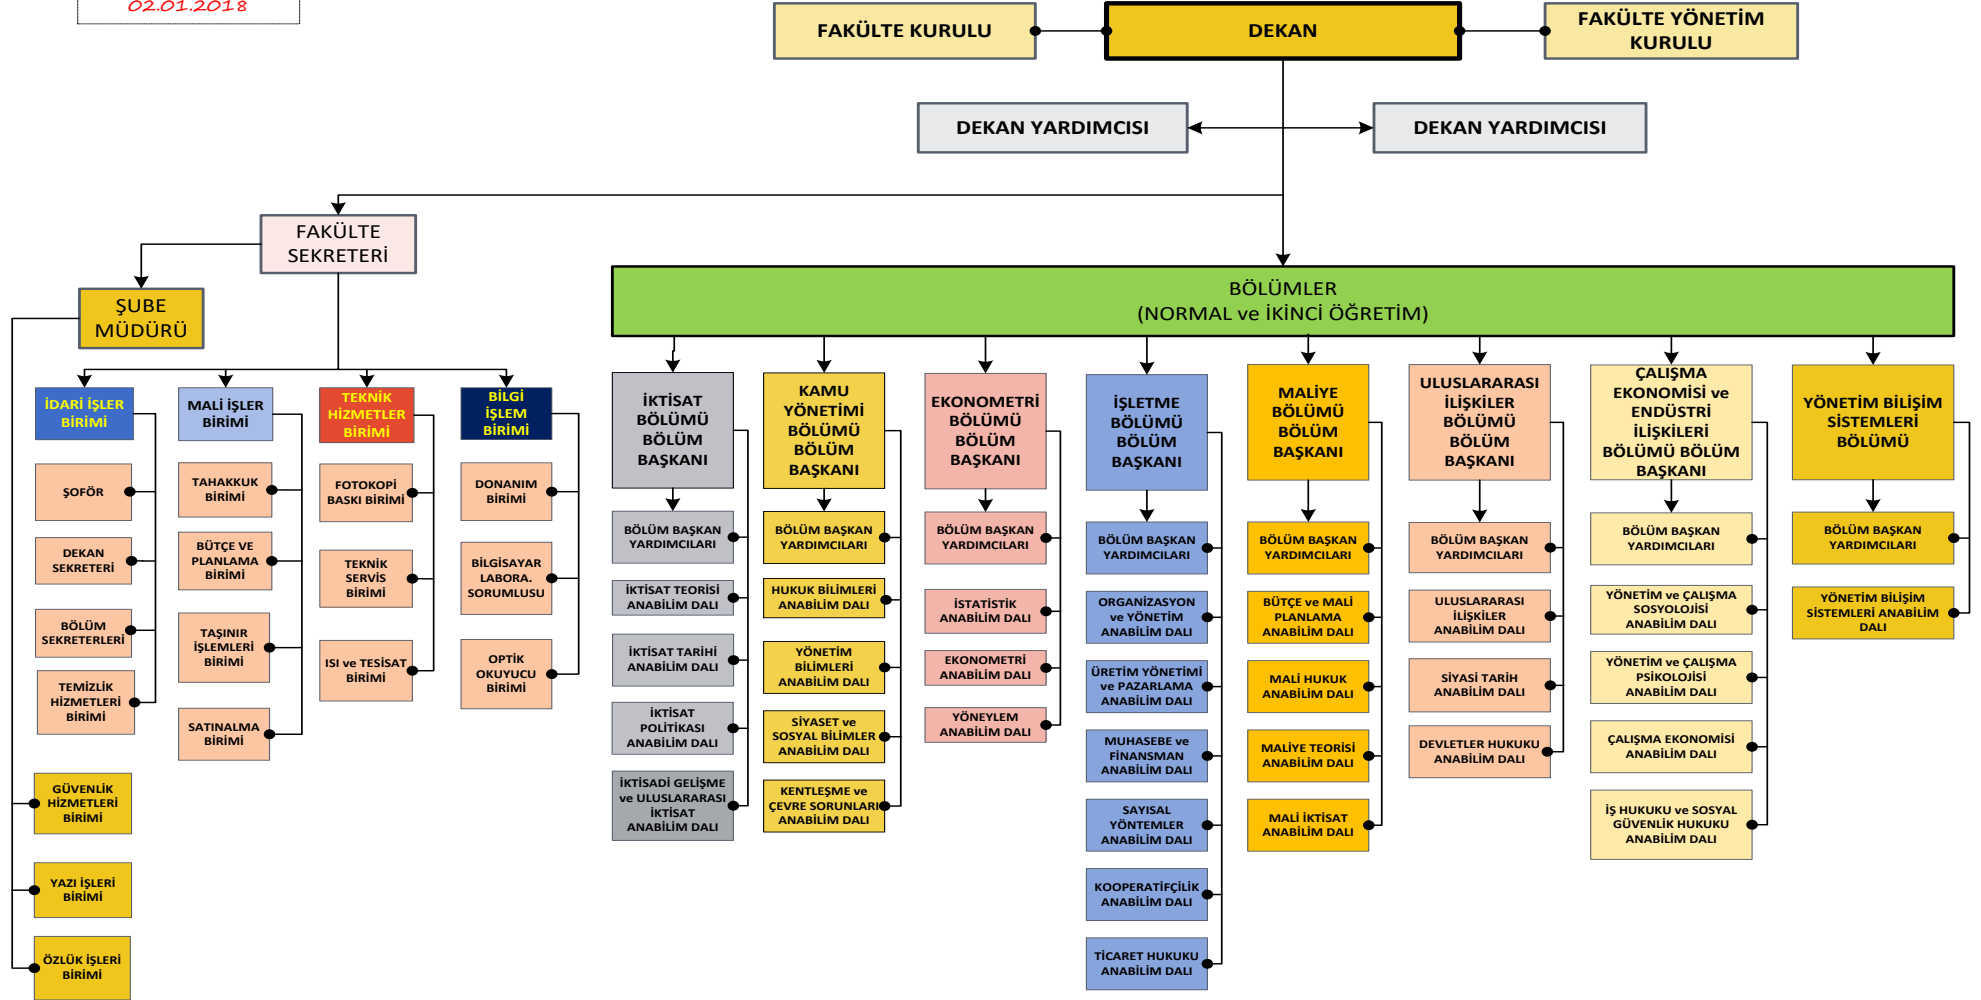 02.01.2018
FAKÜLTE KURULU
DEKAN
FAKÜLTE YÖNETİM
KURULU
DEKAN YARDIMCISI
DEKAN YARDIMCISI
FAKÜLTE
SEKRETERİ
ŞUBE
MÜDÜRÜ
BÖLÜMLER
(NORMAL ve İKİNCİ ÖĞRETİM)
İDARİ İŞLER
BİRİMİ
ŞOFÖR
DEKAN
SEKRETERİ
BÖLÜM
SEKRETERLERİ
TEMİZLİK
HİZMETLERİ
BİRİMİ
GÜVENLİK
HİZMETLERİ
BİRİMİ
YAZI İŞLERİ
BİRİMİ
ÖZLÜK İŞLERİ
BİRİMİ
MALİ İŞLER
BİRİMİ
TAHAKKUK
BİRİMİ
BÜTÇE VE
PLANLAMA
BİRİMİ
TAŞINIR
İŞLEMLERİ
BİRİMİ
SATINALMA
BİRİMİ
TEKNİK
HİZMETLER
BİRİMİ
FOTOKOPİ
BASKI BİRİMİ
TEKNİK
SERVİS
BİRİMİ
ISI ve TESİSAT
BİRİMİ
BİLGİ
İŞLEM
BİRİMİ
DONANIM
BİRİMİ
BİLGİSAYAR
LABORA.
SORUMLUSU
OPTİK
OKUYUCU
BİRİMİ
İKTİSAT
BÖLÜMÜ
BÖLÜM
BAŞKANI
BÖLÜM BAŞKAN
YARDIMCILARI
İKTİSAT TEORİSİ
ANABİLİM DALI
İKTİSAT TARİHİ
ANABİLİM DALI
İKTİSAT
POLİTİKASI
ANABİLİM DALI
İKTİSADİ GELİŞME
ve ULUSLARARASI
İKTİSAT
ANABİLİM DALI
KAMU
YÖNETİMİ
BÖLÜMÜ
BÖLÜM
BAŞKANI
BÖLÜM BAŞKAN
YARDIMCILARI
HUKUK BİLİMLERİ
ANABİLİM DALI
YÖNETİM
BİLİMLERİ
ANABİLİM DALI
SİYASET ve
SOSYAL BİLİMLER
ANABİLİM DALI
KENTLEŞME ve
ÇEVRE SORUNLARI
ANABİLİM DALI
EKONOMETRİ
BÖLÜMÜ
BÖLÜM
BAŞKANI
BÖLÜM BAŞKAN
YARDIMCILARI
İSTATİSTİK
ANABİLİM DALI
EKONOMETRİ
ANABİLİM DALI
YÖNEYLEM
ANABİLİM DALI
İŞLETME
BÖLÜMÜ
BÖLÜM
BAŞKANI
BÖLÜM BAŞKAN
YARDIMCILARI
ORGANİZASYON
ve YÖNETİM
ANABİLİM DALI
ÜRETİM YÖNETİMİ
ve PAZARLAMA
ANABİLİM DALI
MUHASEBE ve
FİNANSMAN
ANABİLİM DALI
SAYISAL
YÖNTEMLER
ANABİLİM DALI
KOOPERATİFÇİLİK
ANABİLİM DALI
TİCARET HUKUKU
ANABİLİM DALI
MALİYE
BÖLÜMÜ
BÖLÜM
BAŞKANI
BÖLÜM BAŞKAN
YARDIMCILARI
BÜTÇE ve MALİ
PLANLAMA
ANABİLİM DALI
MALİ HUKUK
ANABİLİM DALI
MALİYE TEORİSİ
ANABİLİM DALI
MALİ İKTİSAT
ANABİLİM DALI
ULUSLARARASI
İLİŞKİLER
BÖLÜMÜ
BÖLÜM
BAŞKANI
BÖLÜM BAŞKAN
YARDIMCILARI
ULUSLARARASI
İLİŞKİLER
ANABİLİM DALI
SİYASİ TARİH
ANABİLİM DALI
DEVLETLER HUKUKU
ANABİLİM DALI
ÇALIŞMA
EKONOMİSİ ve
ENDÜSTRİ
İLİŞKİLERİ
BÖLÜMÜ BÖLÜM
BAŞKANI
BÖLÜM BAŞKAN
YARDIMCILARI
YÖNETİM ve ÇALIŞMA
SOSYOLOJİSİ
ANABİLİM DALI
YÖNETİM ve ÇALIŞMA
PSİKOLOJİSİ
ANABİLİM DALI
ÇALIŞMA EKONOMİSİ
ANABİLİM DALI
İŞ HUKUKU ve SOSYAL
GÜVENLİK HUKUKU
ANABİLİM DALI
YÖNETİM BİLİŞİM
SİSTEMLERİ
BÖLÜMÜ
BÖLÜM BAŞKAN
YARDIMCILARI
YÖNETİM BİLİŞİM
SİSTEMLERİ ANABİLİM
DALI